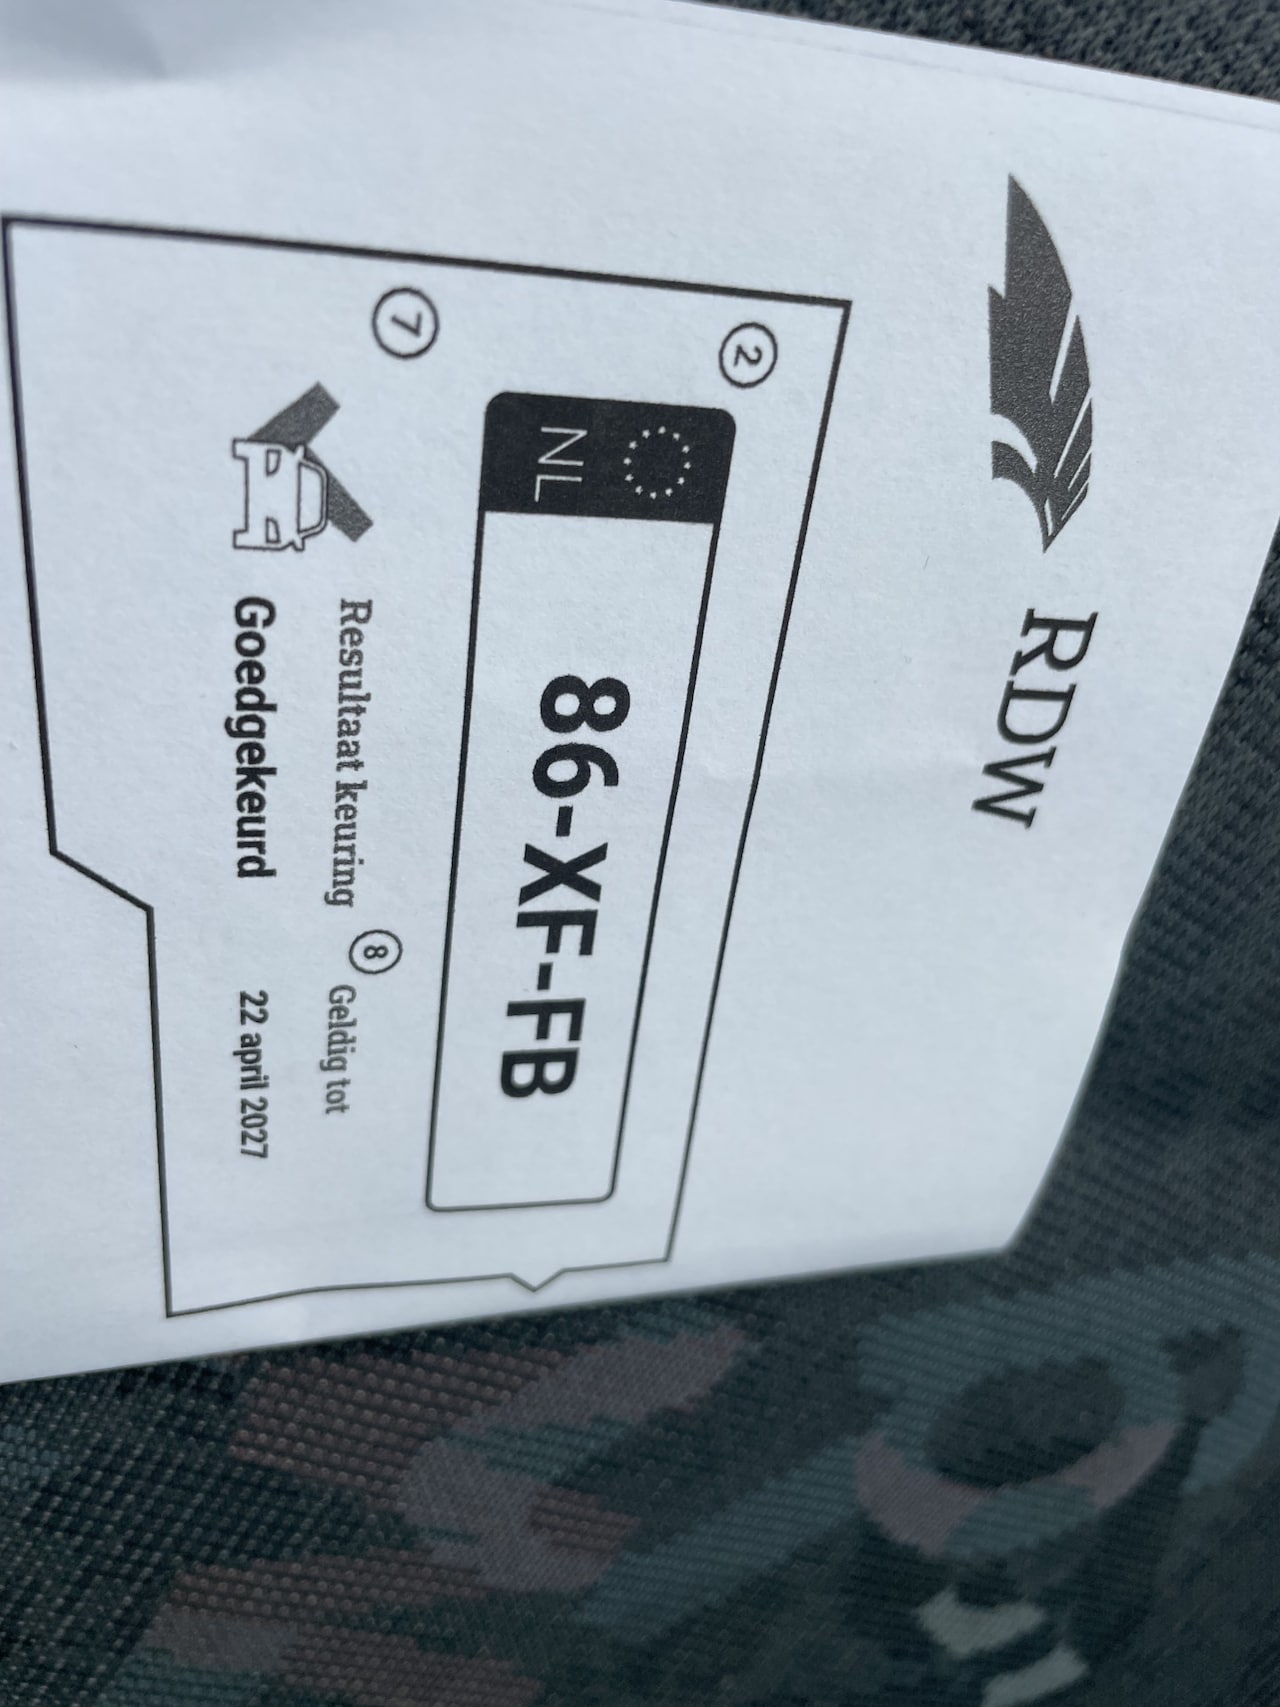 RDW
2
NL
86-XF-FB
7
Resultaat keuring
Goedgekeurd
8 Geldig tot
22 april 2027